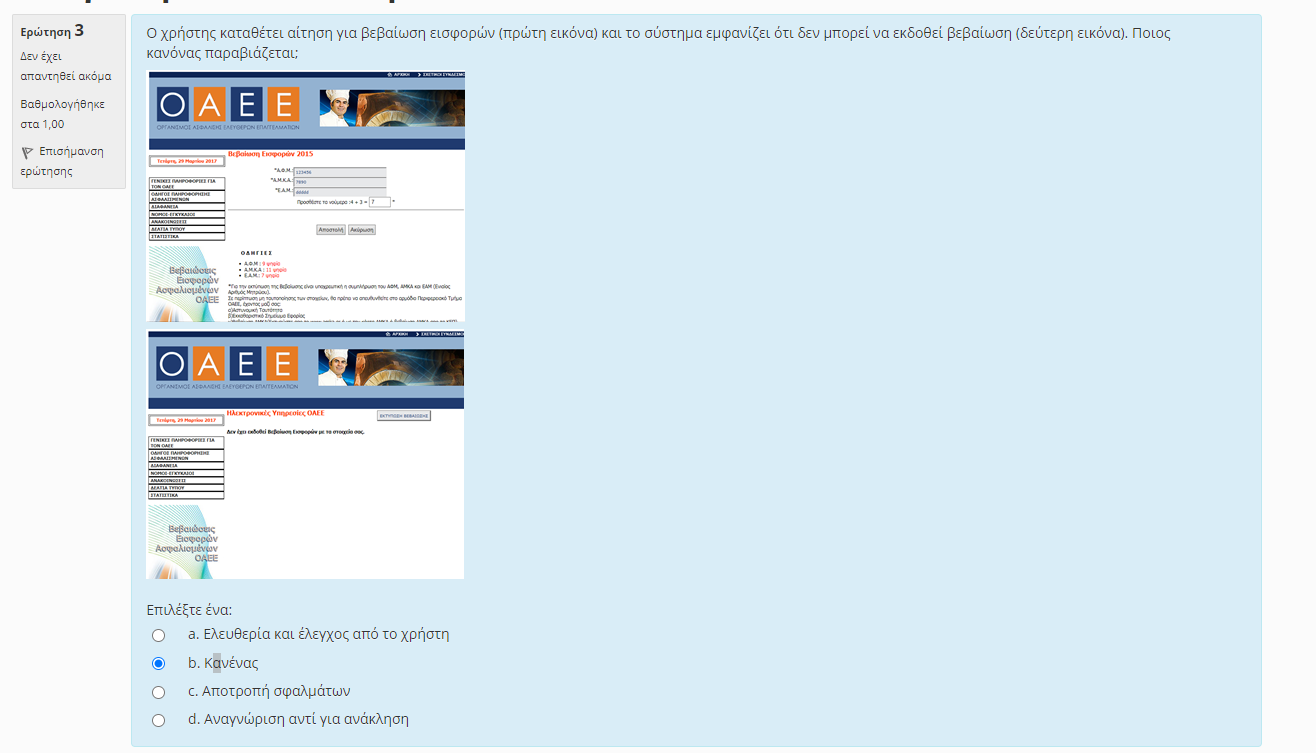 Ερώτηση 3
Δεν έχει
απαντηθεί ακόμα
Βαθμολογήθηκε
στα 1,00
Επισήμανση
ερώτησης
Ο χρήστης καταθέτει αίτηση για βεβαίωση εισφορών (πρώτη εικόνα) και το σύστημα εμφανίζει ότι δεν μπορεί να εκδοθεί βεβαίωση (δεύτερη εικόνα). Ποιος
κανόνας παραβιάζεται;
ΑΡΧΙΚΗ ΣΧΕΤΙΚΟΙ ΣΥΝΔΕΣΜΟ
ΟΑΕΕ
ΟΡΓΑΝΙΣΜΟΣ ΑΣΦΑΛΙΣΗΣ ΕΛΕΥΘΕΡΩΝ ΕΠΑΓΓΕΛΜΑΤΙΩΝ
Τετάρτη, 29 Μαρτίου 2017
Βεβαίωση Εισφορών 2015
*Α.Φ.Μ.: 123456
*Α.Μ.Κ.Α.: 7890
*Ε.Α.Μ.:
Προσθέστε τα νούμερα :4 + 3 = 7 *
Αποστολή Ακύρωση
ΓΕΝΙΚΕΣ ΠΛΗΡΟΦΟΡΙΕΣ ΓΙΑ
ΤΟΝ ΟΑΕΕ
ΟΔΗΓΟΣ ΠΛΗΡΟΦΟΡΗΣΗΣ
ΑΣΦΑΛΙΣΜΕΝΩΝ
ΔΙΑΦΑΝΕΙΑ
ΝΟΜΟΙ-ΕΓΚΥΚΛΙΟΙ
ΑΝΑΚΟΙΝΩΣΕΙΣ
ΔΕΛΤΙΑ ΤΥΠΟΥ
ΣΤΑΤΙΣΤΙΚΑ
Βεβαιώσεις
Εισφορών
Ασφαλισμένων
ΟΑΕΕ
ΟΔΗΓΙΕΣ
• Α.Φ.Μ : 9 ψηφία
• Α.Μ.Κ.Α : 11 ψηφία
• Ε.Α.Μ.: 7 ψηφία
*Για την εκτύπωση της Βεβαίωσης είναι υποχρεωτική η συμπλήρωση του ΑΦΜ, ΑΜΚΑ και ΕΑΜ (Ενιαίος
Αριθμός Μητρώου).
Σε περίπτωση μη ταυτοποίησης των στοιχείων, θα πρέπει να απευθυνθείτε στο αρμόδιο Περιφερειακό Τμήμα
ΟΑΕΕ, έχοντας μαζί σας:
α)Αστυνομική Ταυτότητα
β)Εκκαθαριστικό Σημείωμα Εφορίας
ΑΡΧΙΚΗ ΣΧΕΤΙΚΟΙ ΣΥΝΔΕΣΜΟ
ΟΑΕΕ
ΟΡΓΑΝΙΣΜΟΣ ΑΣΦΑΛΙΣΗΣ ΕΛΕΥΘΕΡΩΝ ΕΠΑΓΓΕΛΜΑΤΙΩΝ
Τετάρτη, 29 Μαρτίου 2017
Ηλεκτρονικές Υπηρεσίες ΟΑΕΕ
ΕΚΤΥΠΩΣΗ ΒΕΒΑΙΩΣΗΣ
Δεν έχει εκδοθεί Βεβαίωση Εισφορών με τα στοιχεία σας.
ΓΕΝΙΚΕΣ ΠΛΗΡΟΦΟΡΙΕΣ ΓΙΑ
ΤΟΝ ΟΑΕΕ
ΟΔΗΓΟΣ ΠΛΗΡΟΦΟΡΗΣΗΣ
ΑΣΦΑΛΙΣΜΕΝΩΝ
ΔΙΑΦΑΝΕΙΑ
ΝΟΜΟΙ-ΕΓΚΥΚΛΙΟΙ
ΑΝΑΚΟΙΝΩΣΕΙΣ
ΔΕΛΤΙΑ ΤΥΠΟΥ
ΣΤΑΤΙΣΤΙΚΑ
Βεβαιώσεις
Εισφορών
Ασφαλισμένων
ΟΑΕΕ
Επιλέξτε ένα:
a. Ελευθερία και έλεγχος από το χρήστη
b. Κανένας
c. Αποτροπή σφαλμάτων
d. Αναγνώριση αντί για ανάκληση